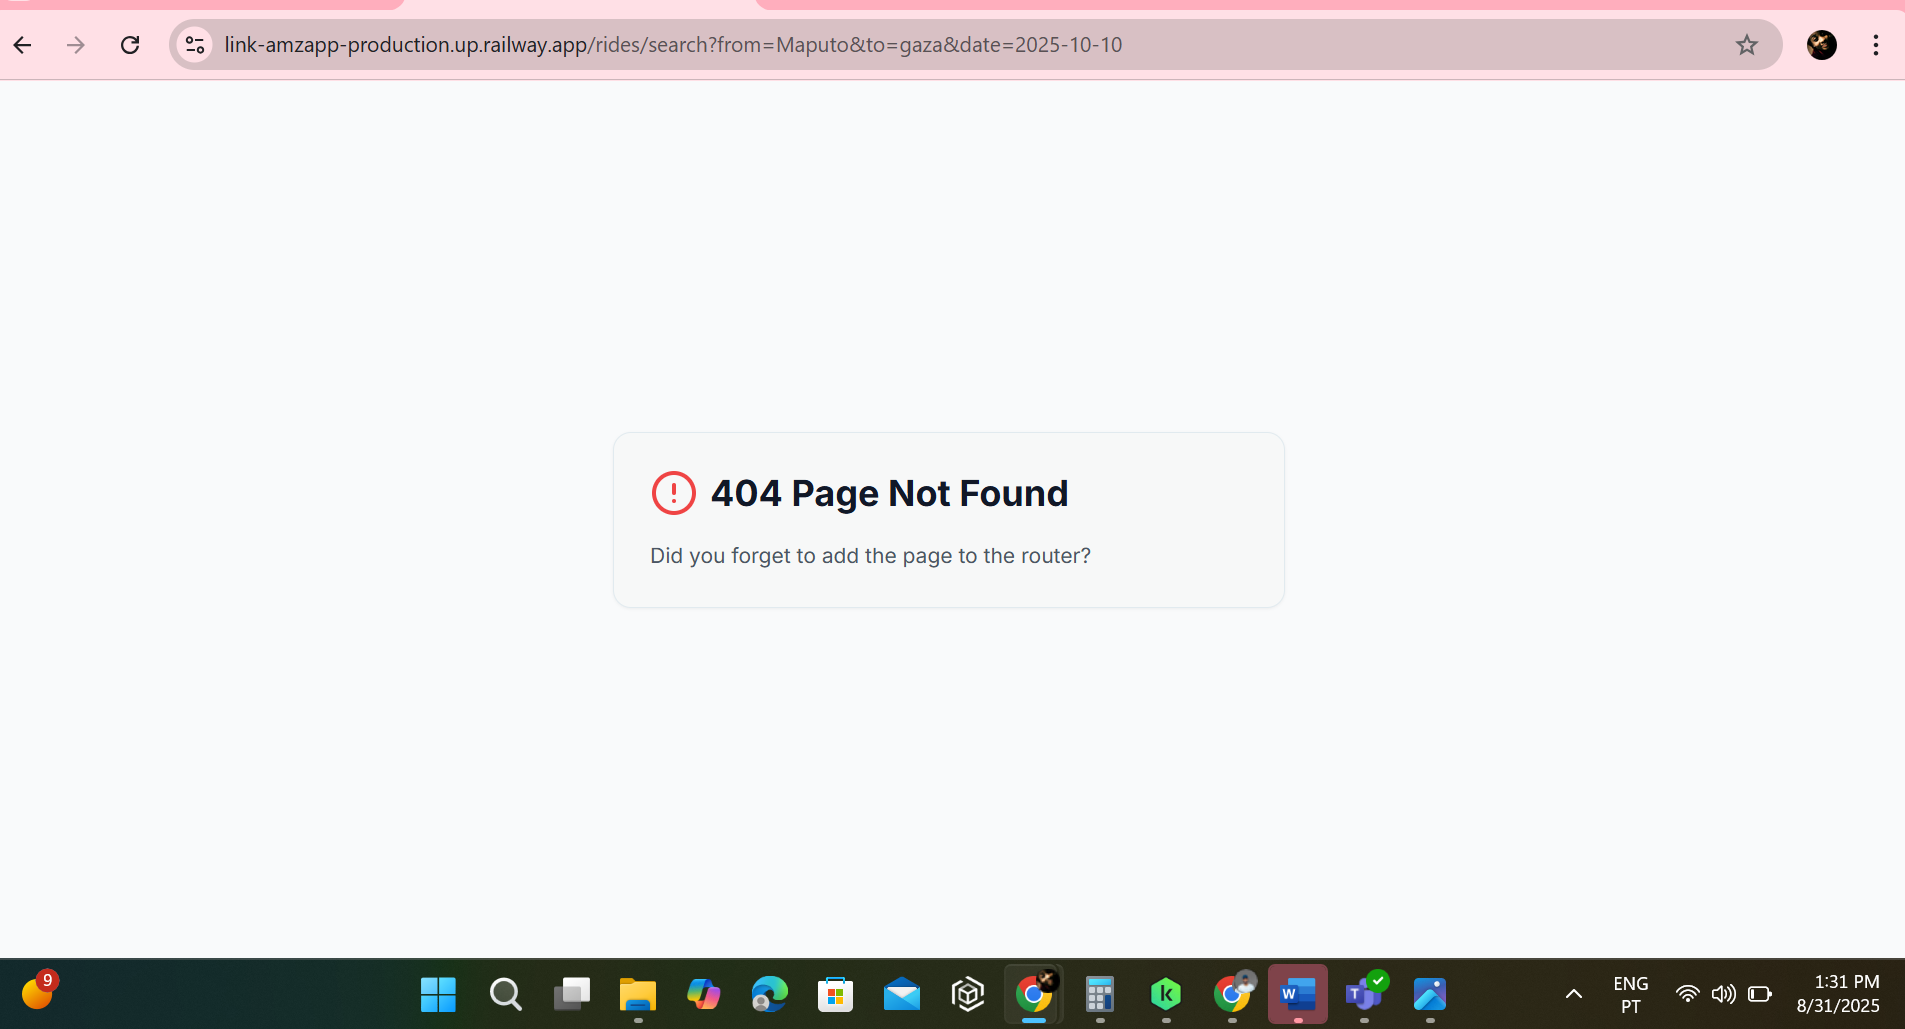 link-amzapp-production.up.railway.app/rides/search?from=Maputo&to=gaza&date=2025-10-10
404 Page Not Found
Did you forget to add the page to the router?
9
W
T
ENG
PT
1:31 PM
8/31/2025